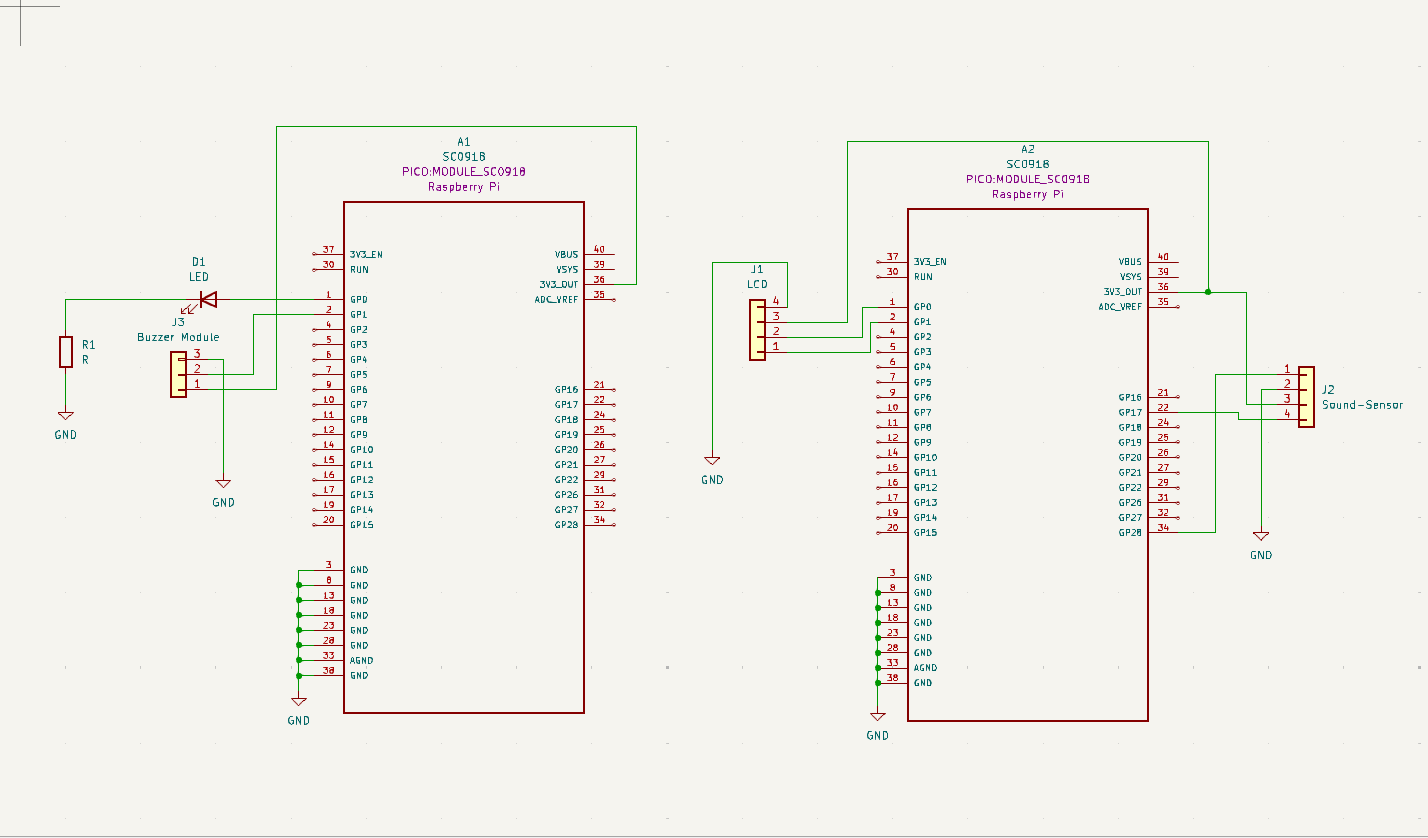 A1
SC0918
PICO:MODULE_SC0918
Raspberry Pi
37 3V3_EN
30 RUN
1 GP0
2 GP1
4 GP2
5 GP3
6 GP4
7 GP5
9 GP6
10 GP7
11 GP8
12 GP9
14 GP10
15 GP11
16 GP12
17 GP13
19 GP14
20 GP15
3 GND
8 GND
13 GND
18 GND
23 GND
28 GND
33 AGND
38 GND
VBUS 40
VSYS 39
3V3_OUT 36
ADC_VREF 35
GP16 21
GP17 22
GP18 24
GP19 25
GP20 26
GP21 27
GP22 29
GP26 31
GP27 32
GP28 34
GND
D1
LED
J3
Buzzer Module
3
2
1
R1
R
GND
GND
A2
SC0918
PICO:MODULE_SC0918
Raspberry Pi
37 3V3_EN
30 RUN
1 GP0
2 GP1
4 GP2
5 GP3
6 GP4
7 GP5
9 GP6
10 GP7
11 GP8
12 GP9
14 GP10
15 GP11
16 GP12
17 GP13
19 GP14
20 GP15
3 GND
8 GND
13 GND
18 GND
23 GND
28 GND
33 AGND
38 GND
VBUS 40
VSYS 39
3V3_OUT 36
ADC_VREF 35
GP16 21
GP17 22
GP18 24
GP19 25
GP20 26
GP21 27
GP22 29
GP26 31
GP27 32
GP28 34
GND
J1
LCD
4
3
2
1
GND
1
2
3
4
J2
Sound-Sensor
GND